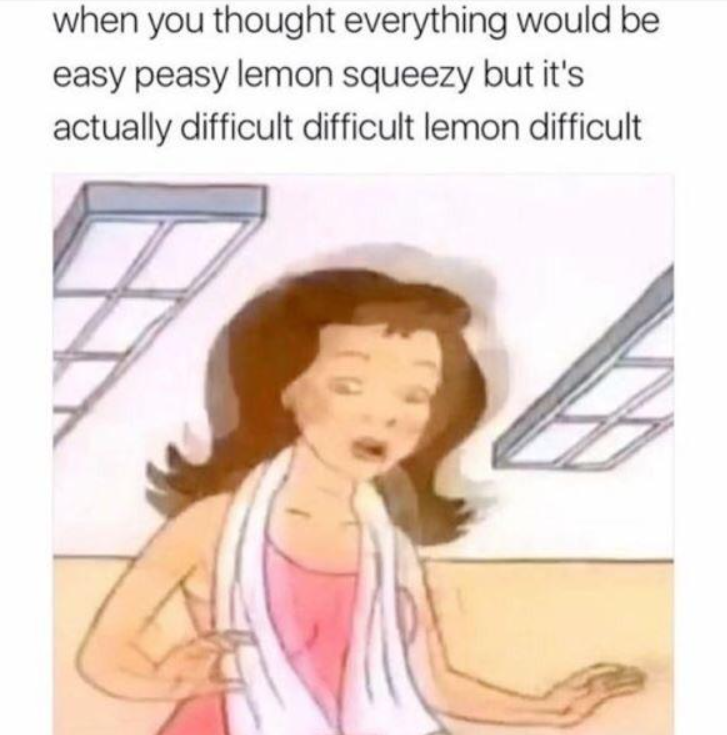 when you thought everything would be
easy peasy lemon squeezy but it's
actually difficult difficult lemon difficult